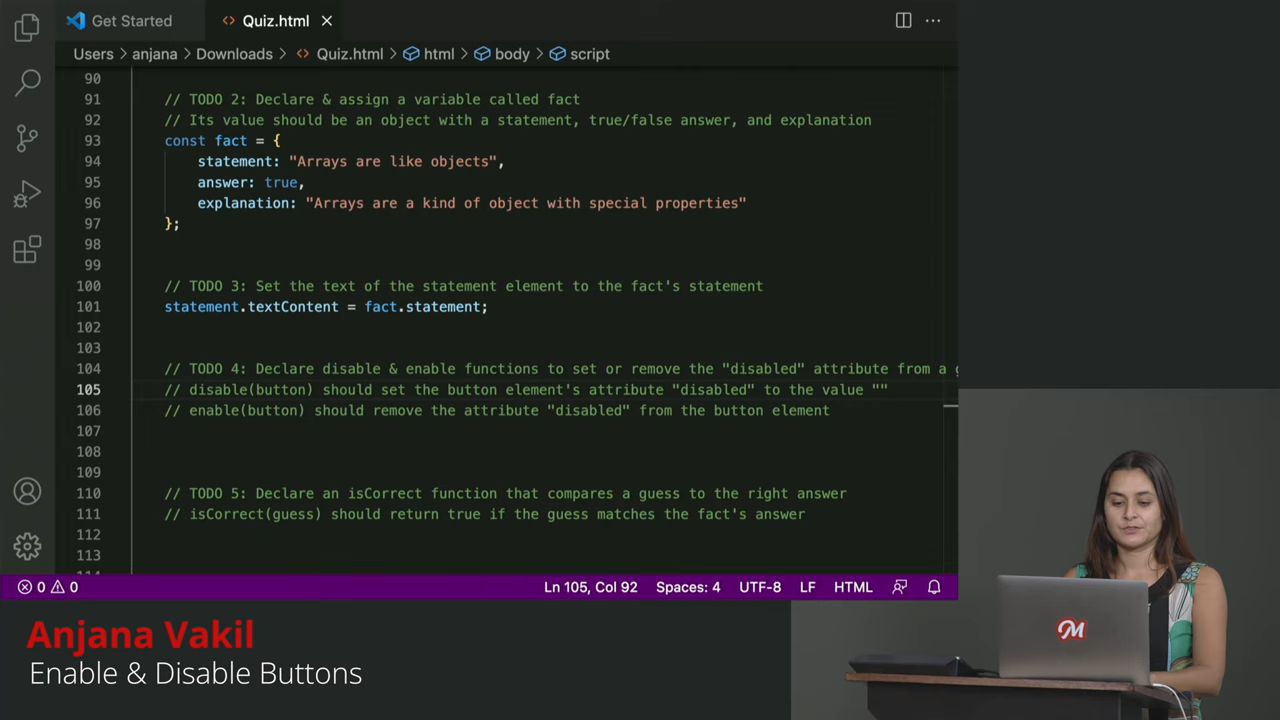 Get Started
Quiz.html
Users > anjana > Downloads > Quiz.html > html > body > script
90
91 // TODO 2: Declare & assign a variable called fact
92 // Its value should be an object with a statement, true/false answer, and explanation
93 const fact = {
94 statement: "Arrays are like objects",
95 answer: true,
96 explanation: "Arrays are a kind of object with special properties"
97 };
98
99
100 // TODO 3: Set the text of the statement element to the fact's statement
101 statement.textContent = fact.statement;
102
103
104 // TODO 4: Declare disable & enable functions to set or remove the "disabled" attribute from a
105 // disable(button) should set the button element's attribute "disabled" to the value ""
106 // enable(button) should remove the attribute "disabled" from the button element
107
108
109
110 // TODO 5: Declare an isCorrect function that compares a guess to the right answer
111 // isCorrect(guess) should return true if the guess matches the fact's answer
112
113
0 0 Ln 105, Col 92 Spaces: 4 UTF-8 LF HTML
Anjana Vakil
Enable & Disable Buttons
M